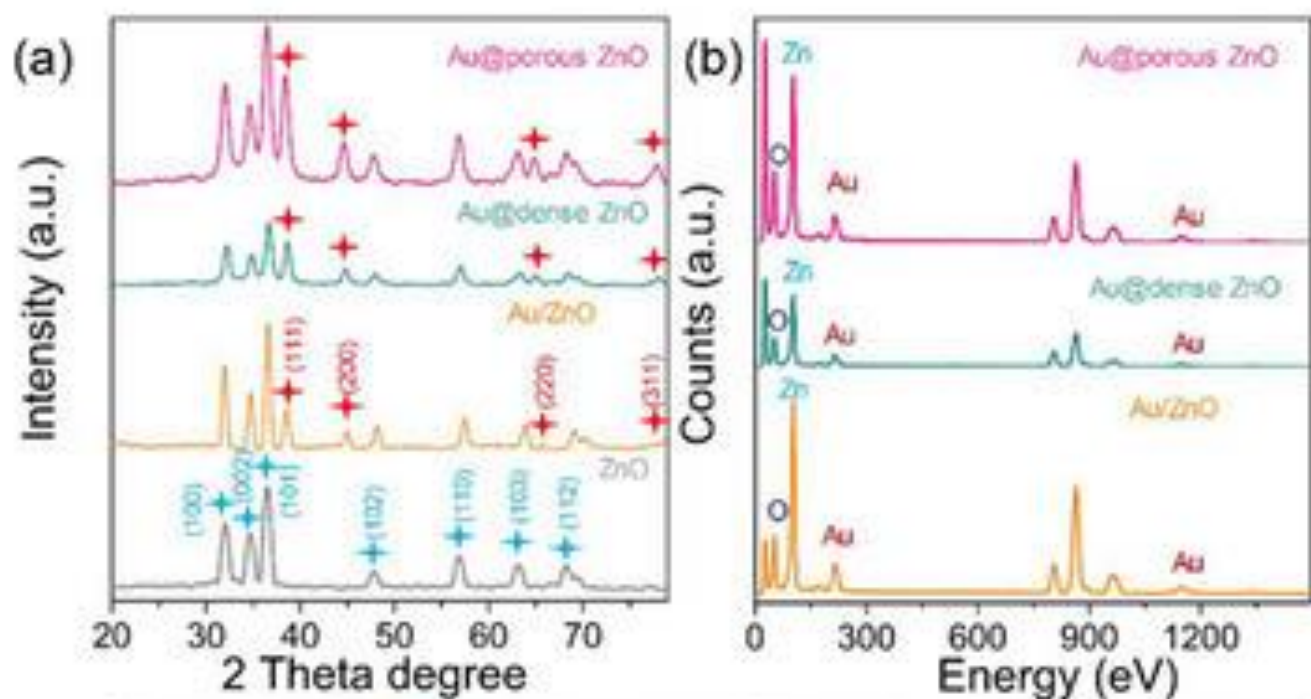 (a)
Au@porous ZnO
Au@dense ZnO
Au/ZnO
(111)
(200)
(220)
(311)
ZnO
(100)
(002)
(101)
(102)
(110)
(103)
(112)
Intensity (a.u.)
20 30 40 50 60 70
2 Theta degree
(b)
Zn
Au@porous ZnO
O
Au
Au
Zn
Au@dense ZnO
O
Au
Au
Zn
Au/ZnO
O
Au
Au
Counts (a.u.)
0 300 600 900 1200
Energy (eV)